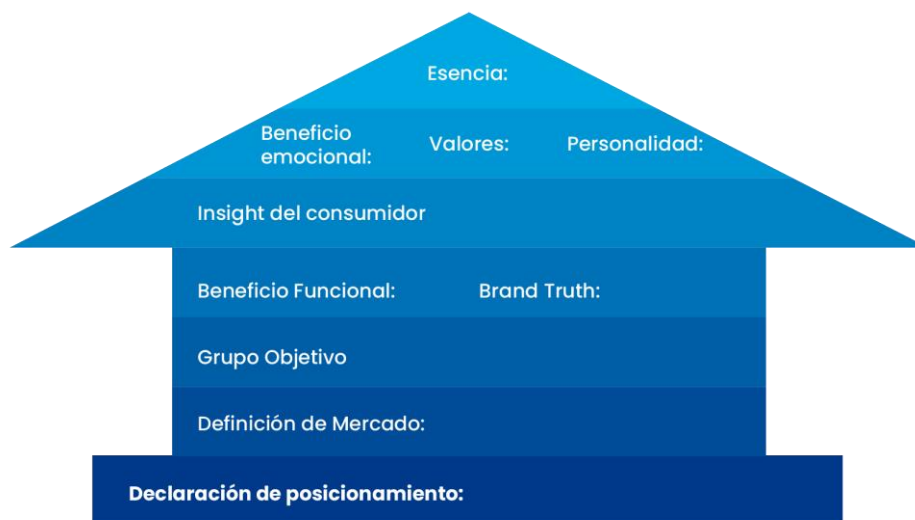 Esencia:
Beneficio
emocional:
Valores:
Personalidad:
Insight del consumidor
Beneficio Funcional:
Brand Truth:
Grupo Objetivo
Definición de Mercado:
Declaración de posicionamiento: